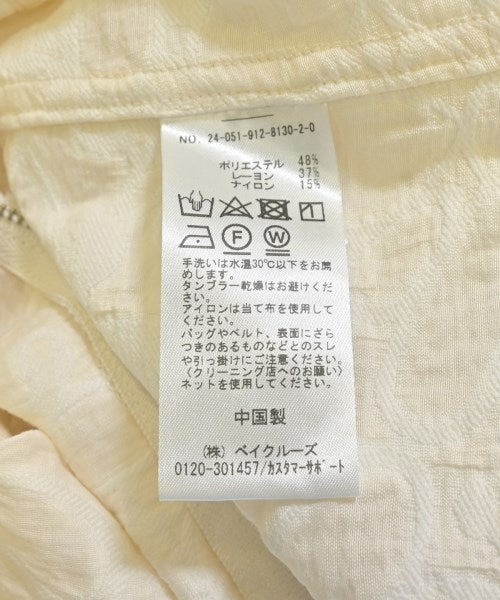 NO. 24-051-912-8130-2-0
ポリエステル 48%
レーヨン 37%
ナイロン 15%
F W
手洗いは水温30℃以下をお薦
めします。
タンブラー乾燥はお避けくだ
さい。
アイロンは当て布を使用して
ください。
バッグやベルト、表面にざら
つきのあるものなどとのスレ
や引っ掛けにご注意ください。
〈クリーニング店へのお願い〉
ネットを使用してください。
中国製
(株) ベイクルーズ
0120-301457/カスタマーサポート